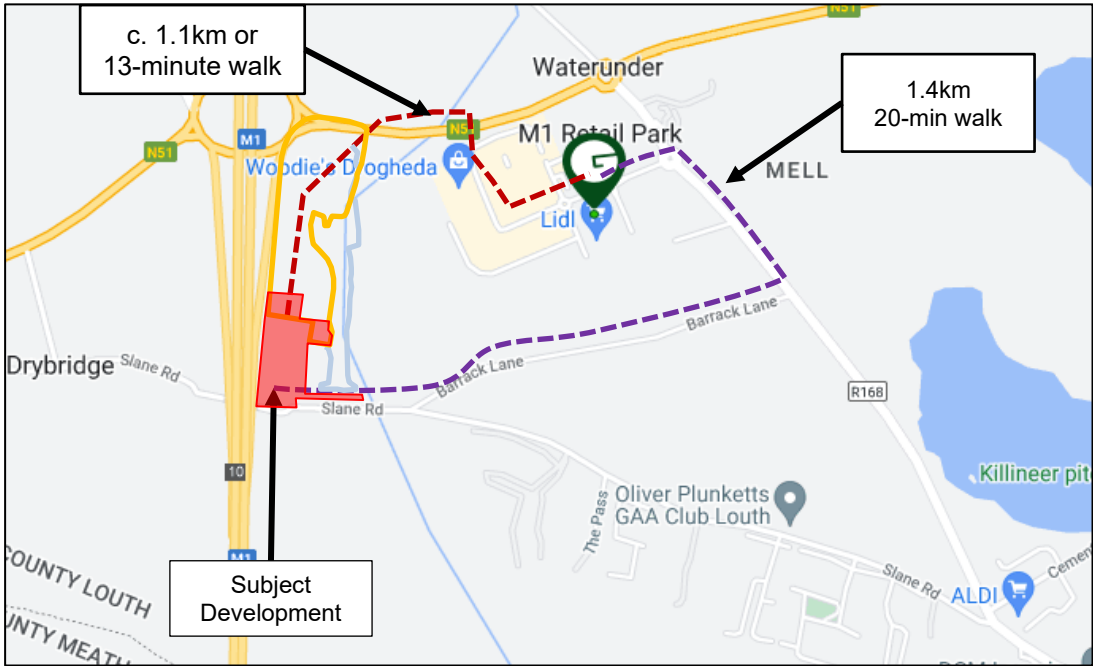 N51
c. 1.1km or
13-minute walk
Waterunder
1.4km
20-min walk
M1
N5
M1 Retail Park
N51
Woodie's Drogheda
MELL
G
Lidl
Barrack Lane
Drybridge
Slane Rd
Barrack Lane
Slane Rd
R168
10
Killineer pit
Oliver Plunketts
GAA Club Louth
The Pass
M1
COUNTY LOUTH
Subject
Development
Slane Rd
Cement
ALDI
UNTY MEATH